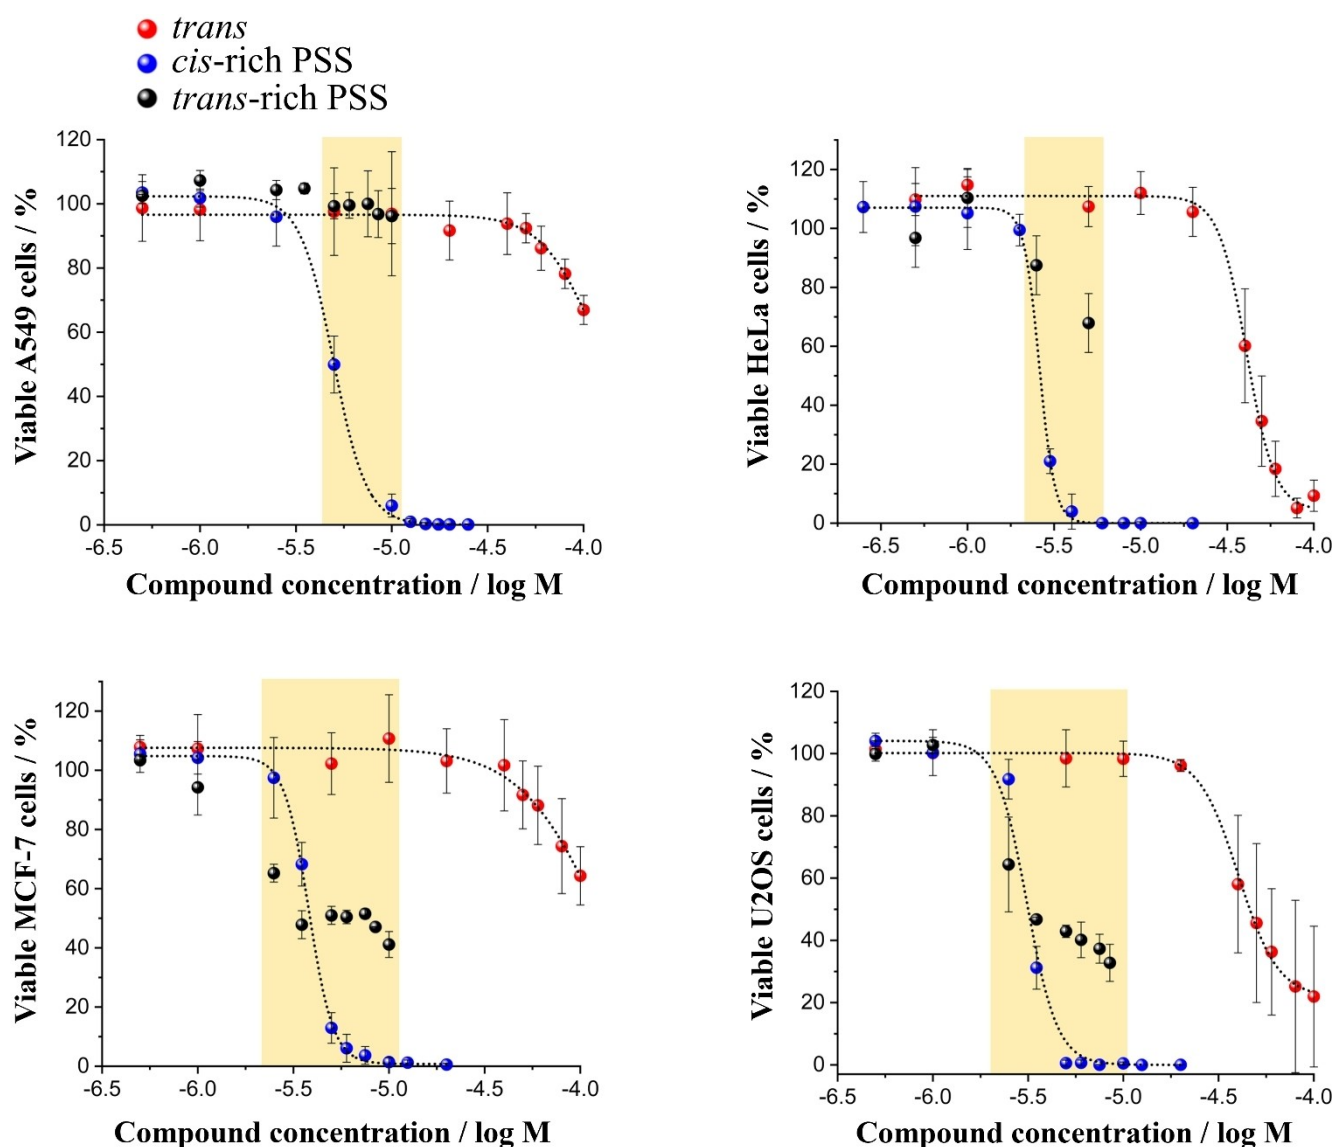 trans
cis-rich PSS
trans-rich PSS
120
100
80
60
40
20
0
-6.5 -6.0 -5.5 -5.0 -4.5 -4.0
Viable A549 cells / %
Compound concentration / log M
120
100
80
60
40
20
0
-6.5 -6.0 -5.5 -5.0 -4.5 -4.0
Viable HeLa cells / %
Compound concentration / log M
120
100
80
60
40
20
0
-6.5 -6.0 -5.5 -5.0 -4.5 -4.0
Viable MCF-7 cells / %
Compound concentration / log M
120
100
80
60
40
20
0
-6.5 -6.0 -5.5 -5.0 -4.5 -4.0
Viable U2OS cells / %
Compound concentration / log M